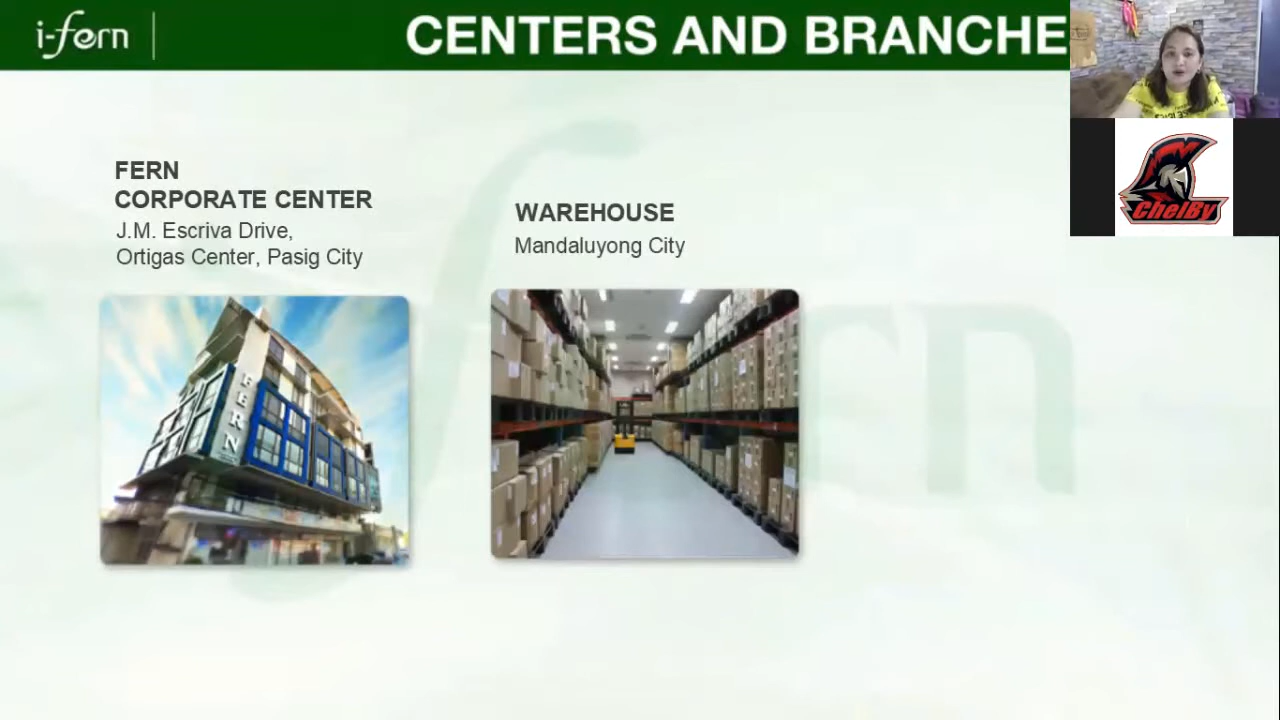 i-fern
CENTERS AND BRANCHE
FERN
CORPORATE CENTER
J.M. Escriva Drive,
Ortigas Center, Pasig City
WAREHOUSE
Mandaluyong City
FERN
ChelBy